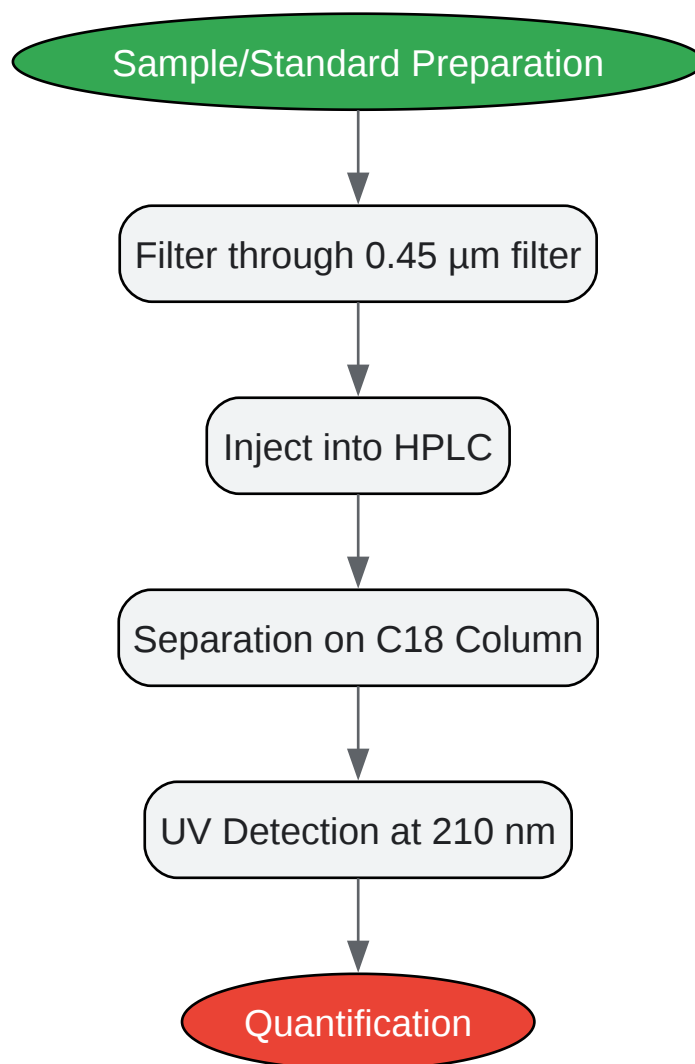 Sample/Standard Preparation
Filter through 0.45 µm filter
Inject into HPLC
Separation on C18 Column
UV Detection at 210 nm
Quantification